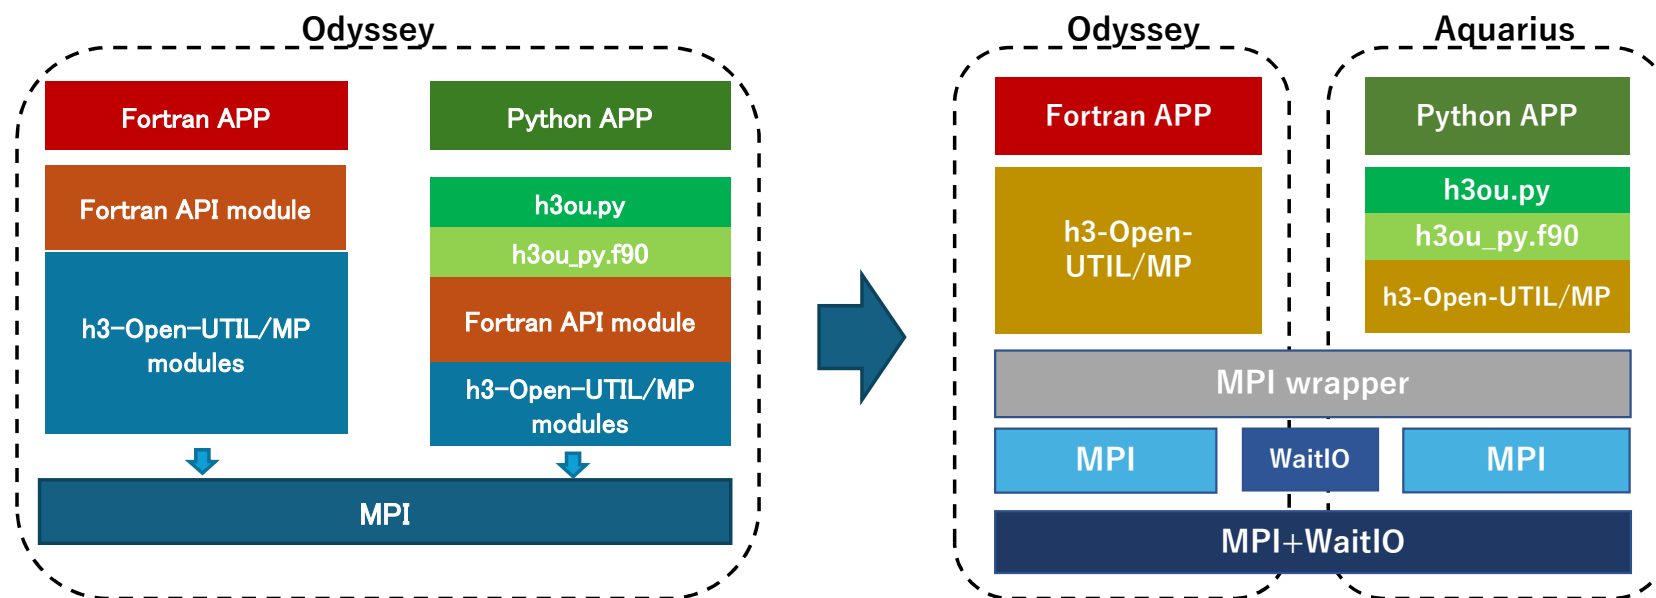 Odyssey
Fortran APP
Fortran API module
h3-Open-UTIL/MP
modules
Python APP
h3ou.py
h3ou_py.f90
Fortran API module
h3-Open-UTIL/MP
modules
MPI
Odyssey
Aquarius
Fortran APP
h3-Open-
UTIL/MP
Python APP
h3ou.py
h3ou_py.f90
h3-Open-UTIL/MP
MPI wrapper
MPI
WaitIO
MPI
MPI+WaitIO